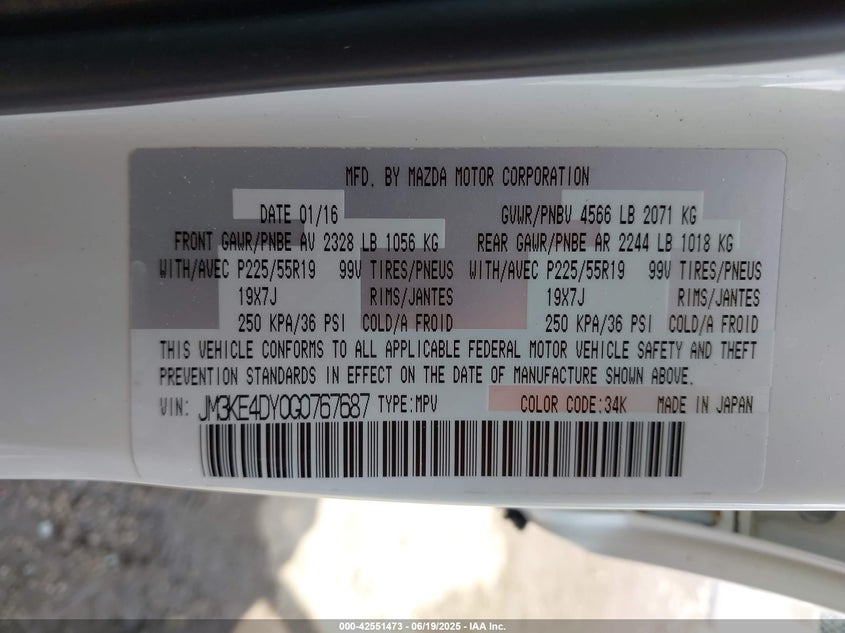 MFD. BY MAZDA MOTOR CORPORATION
DATE 01/16 GVWR/PNBV 4566 LB 2071 KG
FRONT GAWR/PNBE AV 2328 LB 1056 KG REAR GAWR/PNBE AR 2244 LB 1018 KG
WITH/AVEC P225/55R19 99V TIRES/PNEUS WITH/AVEC P225/55R19 99V TIRES/PNEUS
19X7J RIMS/JANTES 19X7J RIMS/JANTES
250 KPA/36 PSI COLD/A FROID 250 KPA/36 PSI COLD/A FROID
THIS VEHICLE CONFORMS TO ALL APPLICABLE FEDERAL MOTOR VEHICLE SAFETY AND THEFT
PREVENTION STANDARDS IN EFFECT ON THE DATE OF MANUFACTURE SHOWN ABOVE.
VIN: JM3KE4DY0G0767687 TYPE:MPV COLOR CODE:34K MADE IN JAPAN
000-42551473 - 06/19/2025 - IAA Inc.